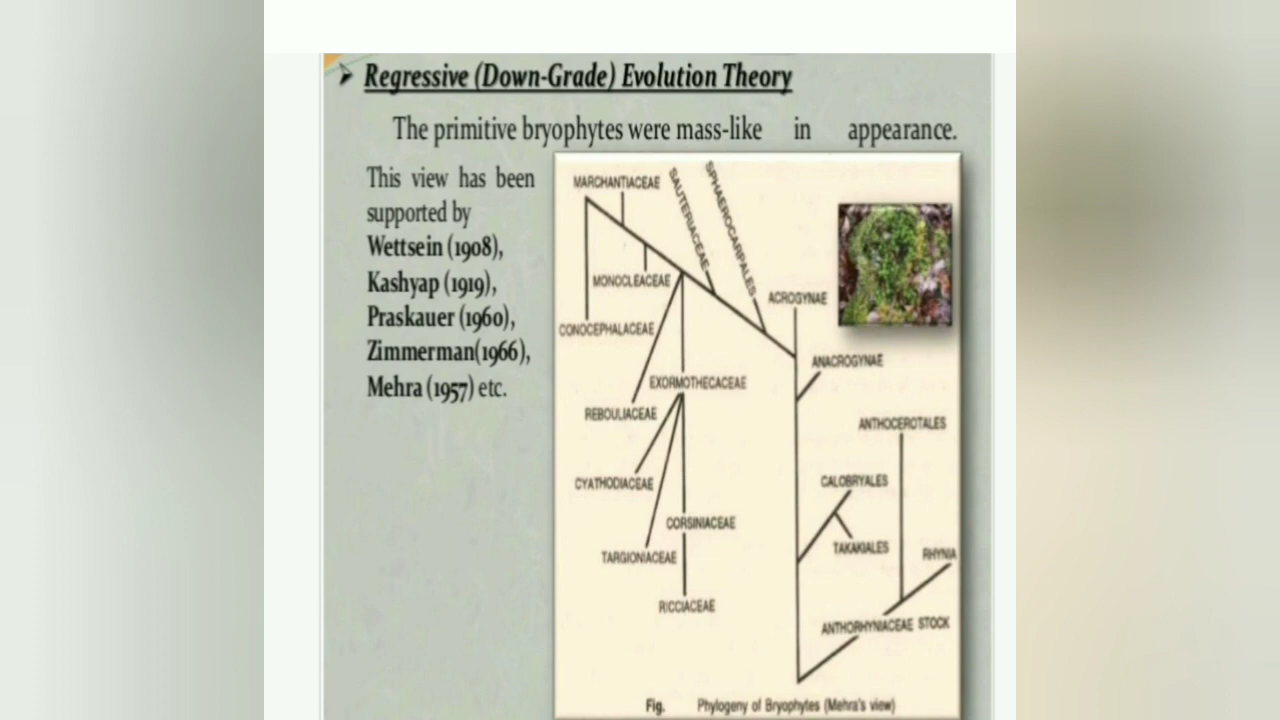 Regressive (Down-Grade) Evolution Theory
The primitive bryophytes were mass-like in appearance.
This view has been
supported by
Wettsein (1908),
Kashyap (1919),
Praskauer (1960),
Zimmerman(1966),
Mehra (1957) etc.
MARCHANTIACEAE
SAUTERIACEAE
SPHAEROCARPALES
MONOCLEACEAE
ACROGYNAE
CONOCEPHALACEAE
ANACROGYNAE
EXORMOTHECACEAE
REBOULIACEAE
ANTHOCEROTALES
CYATHODIACEAE
CALOBRYALES
CORSINIACEAE
TARGIONIACEAE
TAKAKIALES
RHYNIA
RICCIACEAE
ANTHORHYNIACEAE STOCK
Fig. Phylogeny of Bryophytes (Mehra's view)